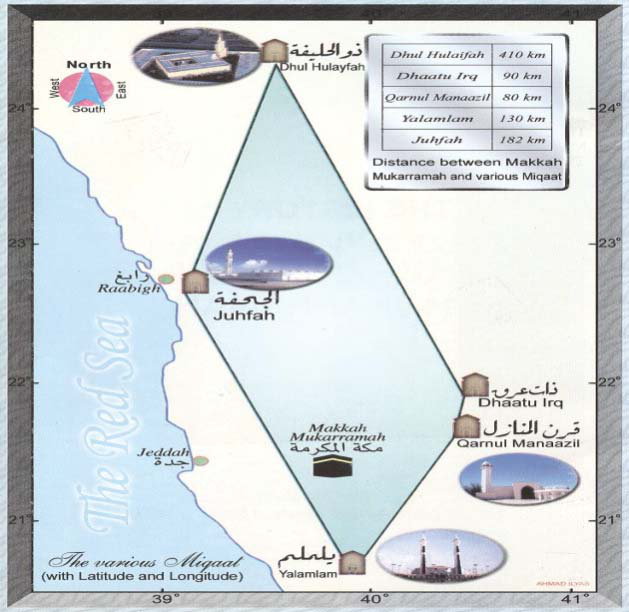 North
West
East
South
ذو الحليفة
Dhul Hulayfah
Dhul Hulaifah 410 km
Dhaatu Irq 90 km
Qarnul Manaazil 80 km
Yalamlam 130 km
Juhfah 182 km
Distance between Makkah
Mukarramah and various Miqaat
24°
24°
23°
23°
رابغ
Raabigh
الجحفة
Juhfah
The Red Sea
22°
22°
ذات عرق
Dhaatu Irq
قرن المنازل
Qarnul Manaazil
Makkah
Mukarramah
مكة المكرمة
Jeddah
جدة
21°
21°
يلملم
Yalamlam
The various Miqaat
(with Latitude and Longitude)
AHMAD ILYAS
39°
40°
41°
41°
40°
39°